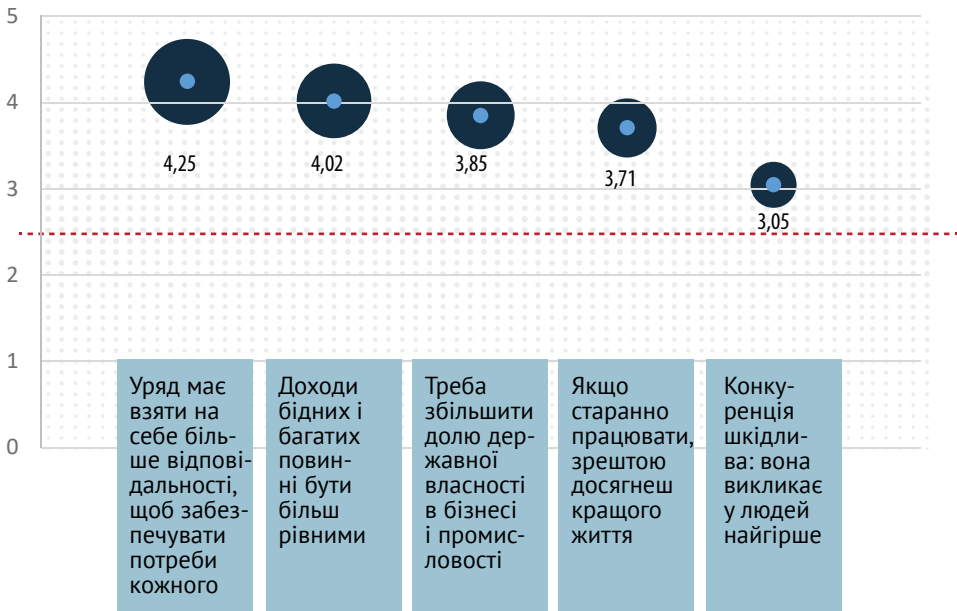 5
4
3
2
1
0
4,25
4,02
3,85
3,71
3,05
Уряд має
взяти на
себе біль-
ше відпові-
дальності,
щоб забез-
печувати
потреби
кожного
Доходи
бідних і
багатих
повин-
ні бути
більш
рівними
Треба
збільшити
долю дер-
жавної
власності
в бізнесі
і промис-
ловості
Якщо
старанно
працювати,
зрештою
досягнеш
кращого
життя
Конку-
ренція
шкідли-
ва: вона
викликає
у людей
найгірше